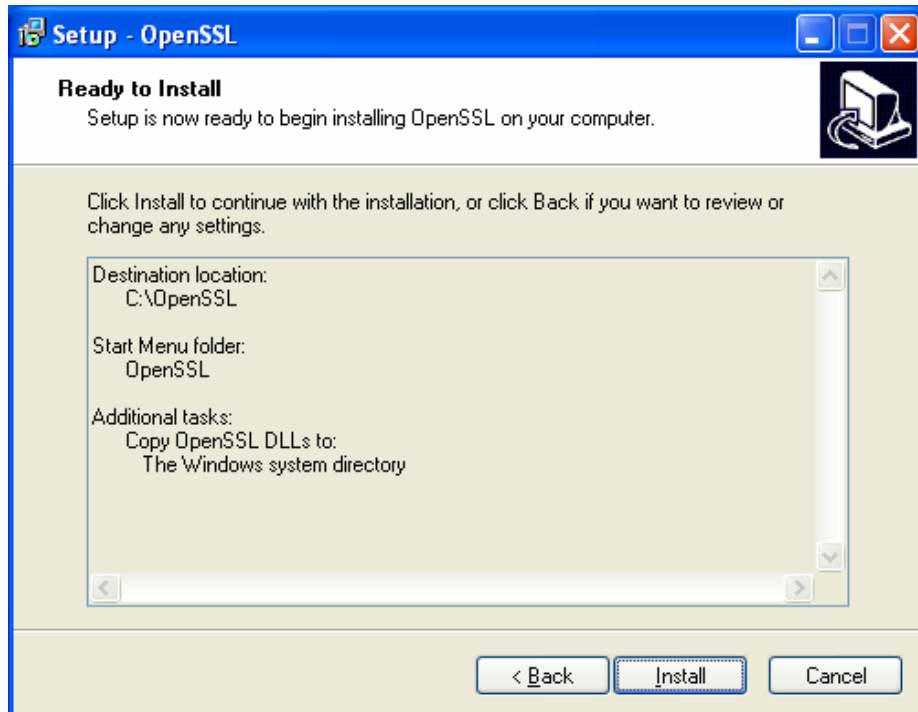 Setup - OpenSSL
Ready to Install
Setup is now ready to begin installing OpenSSL on your computer.
Click Install to continue with the installation, or click Back if you want to review or
change any settings.
Destination location:
C:\OpenSSL
Start Menu folder:
OpenSSL
Additional tasks:
Copy OpenSSL DLLs to:
The Windows system directory
< Back Install Cancel